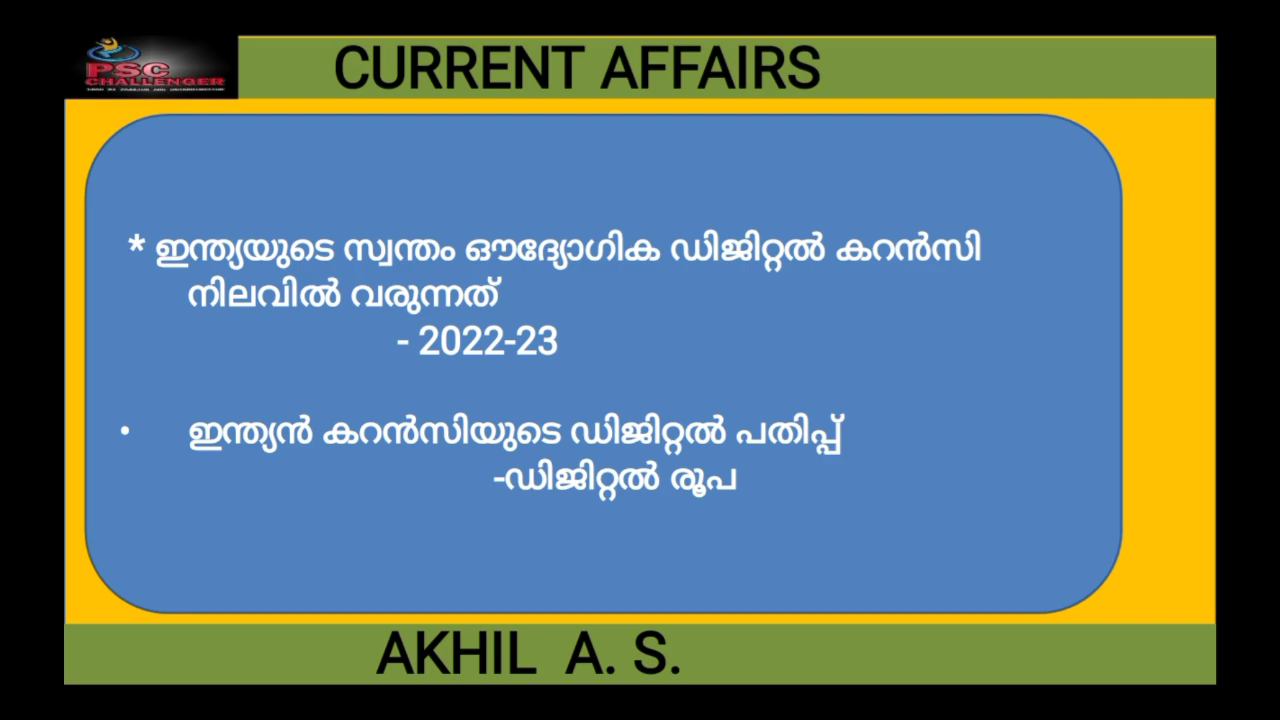 PSC
CHALLENGER
CURRENT AFFAIRS
* ഇന്ത്യയുടെ സ്വന്തം ഔദ്യോഗിക ഡിജിറ്റൽ കറൻസി
നിലവിൽ വരുന്നത്
- 2022-23
• ഇന്ത്യൻ കറൻസിയുടെ ഡിജിറ്റൽ പതിപ്പ്
-ഡിജിറ്റൽ രൂപ
AKHIL A. S.